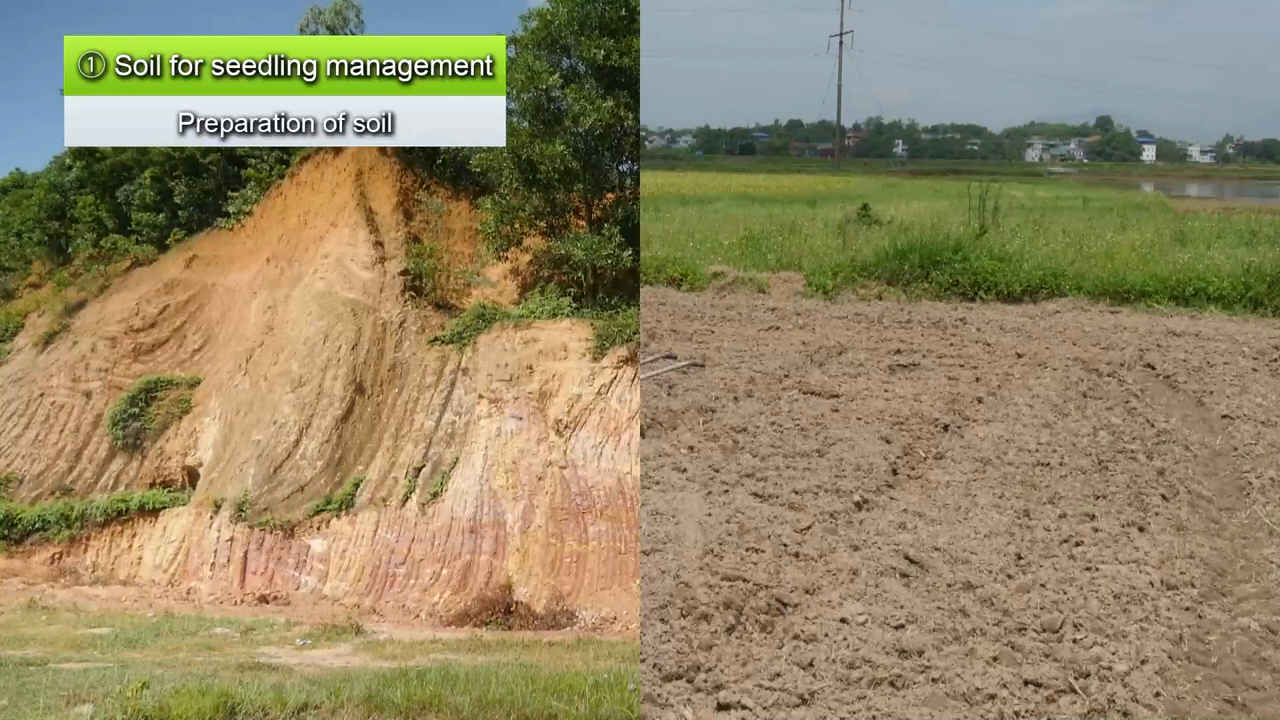 ① Soil for seedling management
Preparation of soil